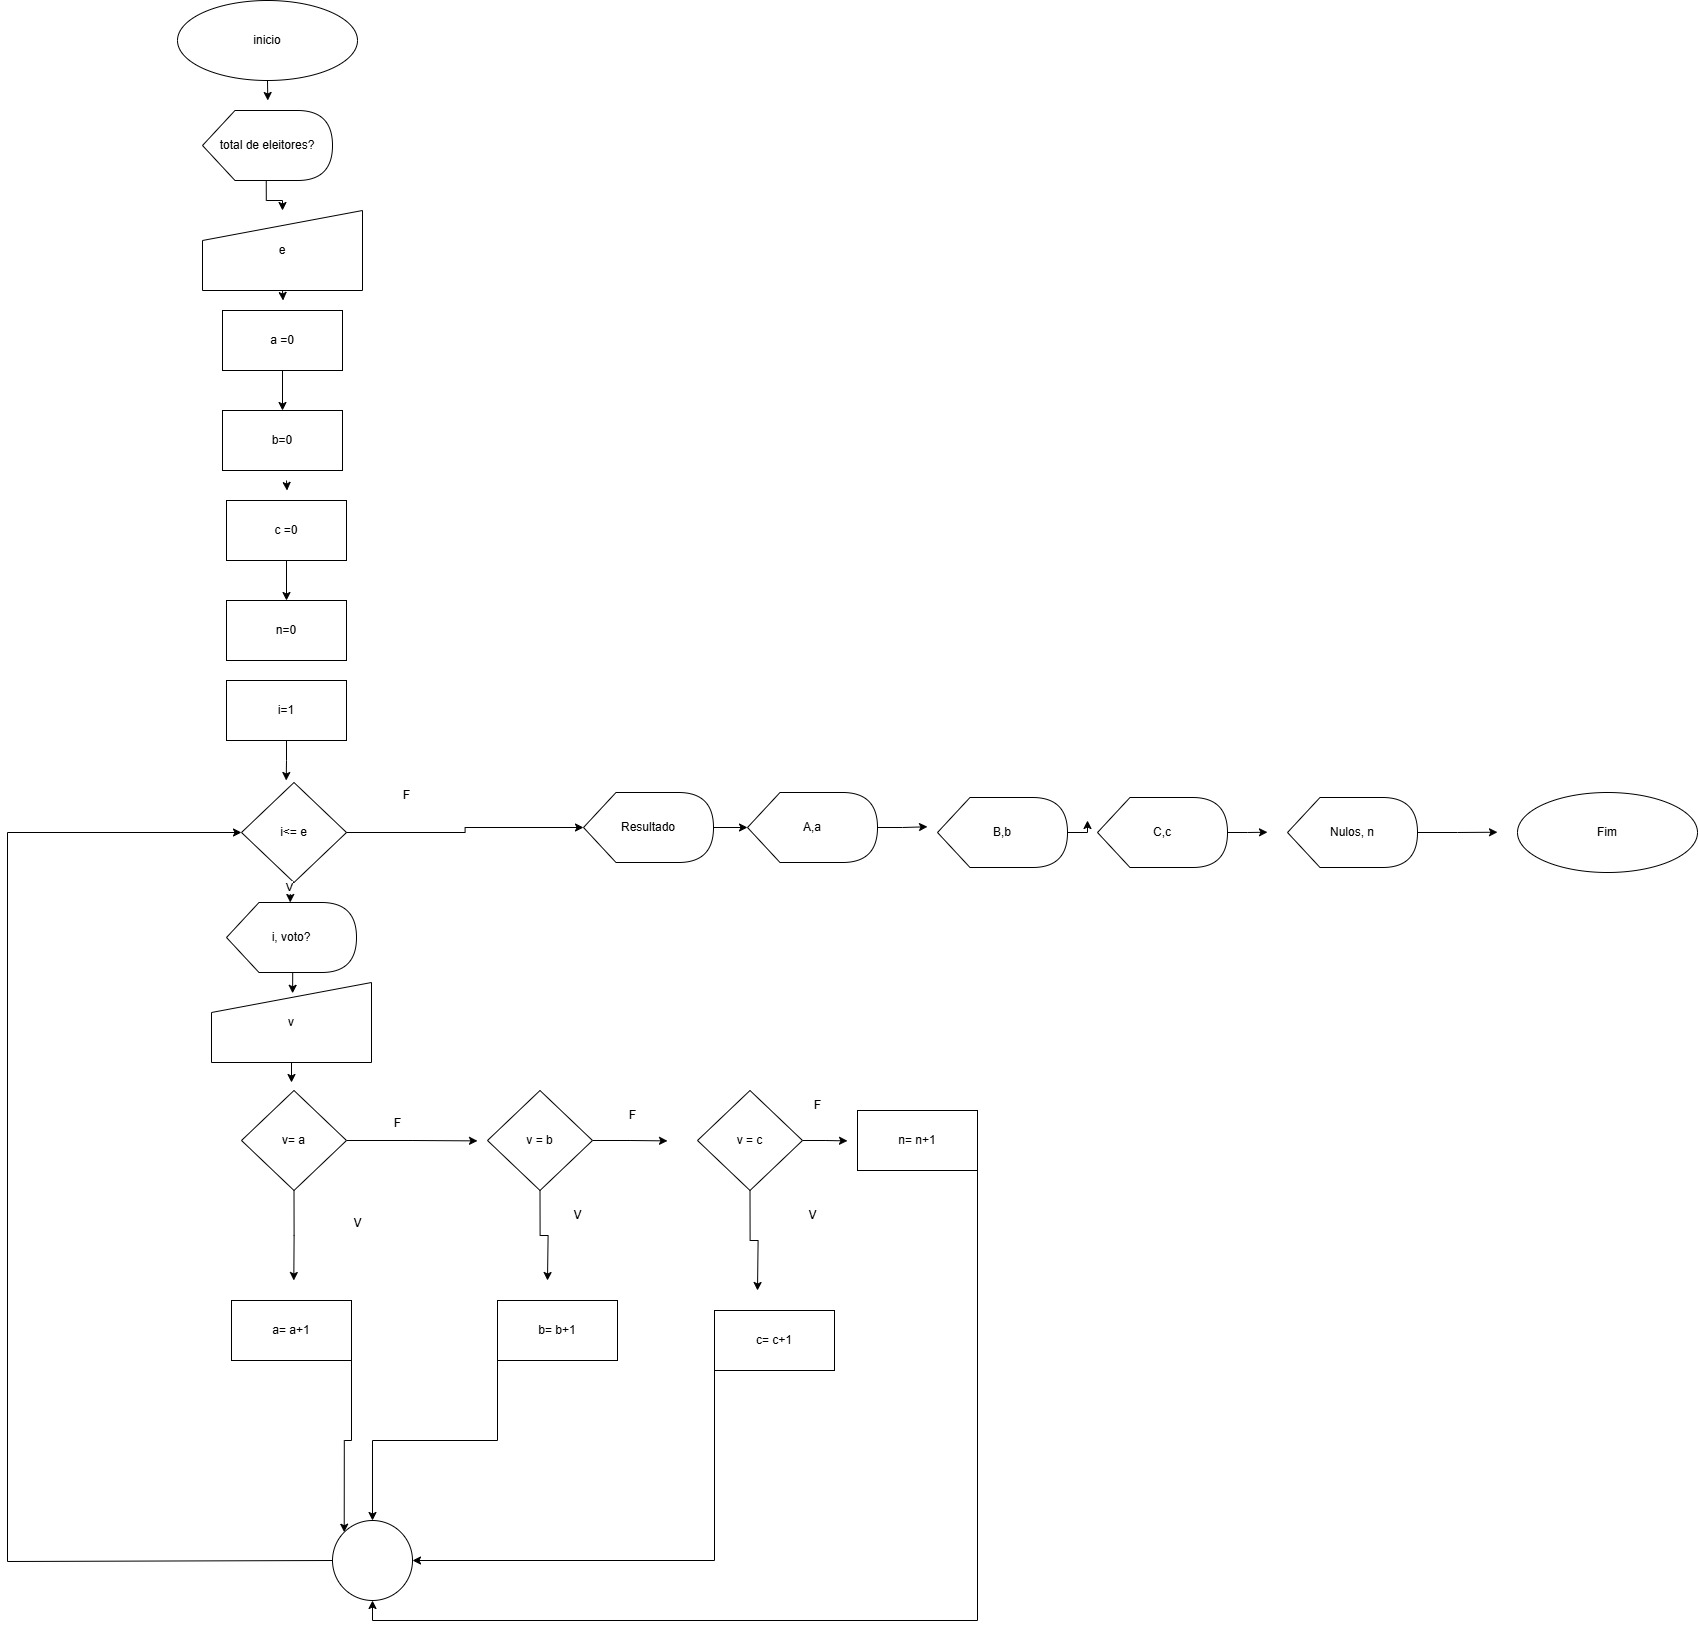 inicio
total de eleitores?
e
a =0
b=0
c =0
n=0
i=1
i<= e
F
Resultado
A,a
B,b
C,c
Nulos, n
Fim
V
i, voto?
v
v= a
F
v = b
F
v = c
F
n= n+1
V
V
V
a= a+1
b= b+1
c= c+1